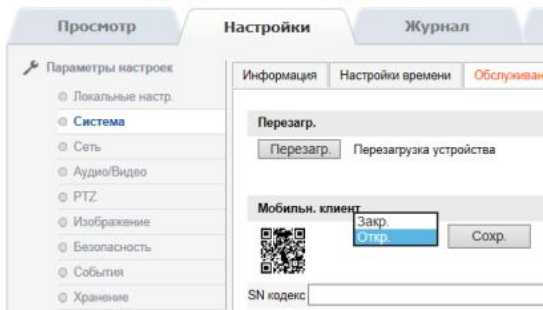 Просмотр Настройки Журнал
Параметры настроек
Локальные настр.
Система
Сеть
Аудио/Видео
PTZ
Изображение
Безопасность
События
Хранение
Информация Настройки времени Обслуживан
Перезагр.
Перезагр. Перезагрузка устройства
Мобильн. клиент
Закр.
Откр. Сохр.
SN кодекс